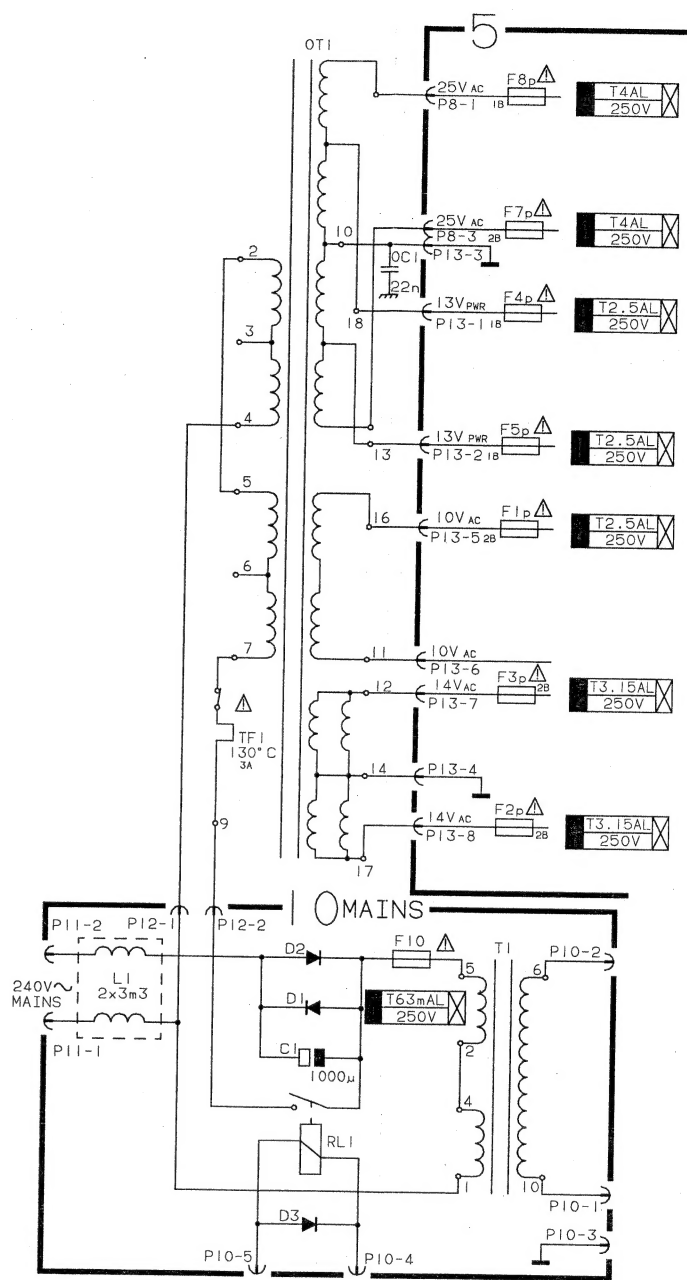 5
OT1
25V AC
P8-1 1B
F8p
T4AL
250V
25V AC
P8-3 2B
P13-3
F7p
T4AL
250V
10
OC1
22n
2
3
4
18
13V PWR
P13-1 1B
F4p
T2.5AL
250V
13
13V PWR
P13-2 1B
F5p
T2.5AL
250V
5
6
7
16
10V AC
P13-5 2B
F1p
T2.5AL
250V
11
10V AC
P13-6
12
14V AC
P13-7
F3p
2B
T3.15AL
250V
TF1
130°C
3A
14
P13-4
9
14V AC
P13-8
F2p
2B
T3.15AL
250V
17
10 MAINS
P11-2
P12-1
P12-2
240V~
MAINS
L1
2x3m3
P11-1
D2
D1
C1
1000µ
F10
T63mAL
250V
T1
5
2
4
1
6
10
P10-2
RL1
D3
P10-1
P10-3
P10-5
P10-4